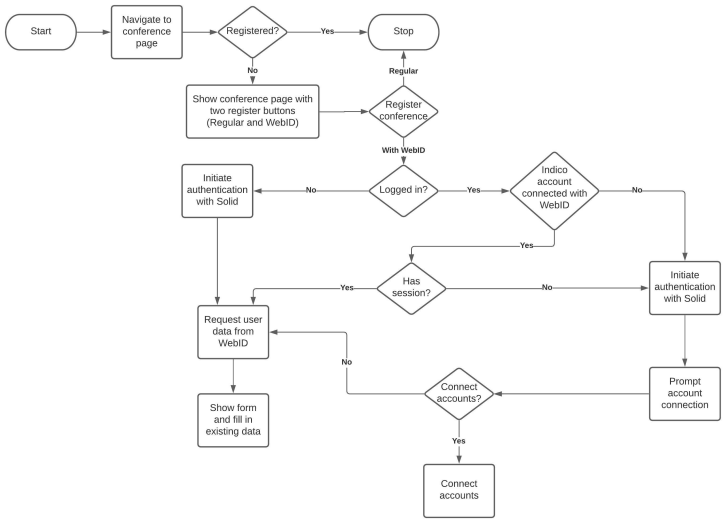 Start
Navigate to
conference
page
Registered?
Yes
Stop
No
Regular
Show conference page with
two register buttons
(Regular and WebID)
Register
conference
With WebID
Initiate
authentication
with Solid
No
Logged in?
Yes
Indico
account
connected with
WebID
No
Yes
Has
session?
Yes
No
Initiate
authentication
with Solid
Request user
data from
WebID
No
Connect
accounts?
Prompt
account
connection
Show form
and fill in
existing data
Yes
Connect
accounts